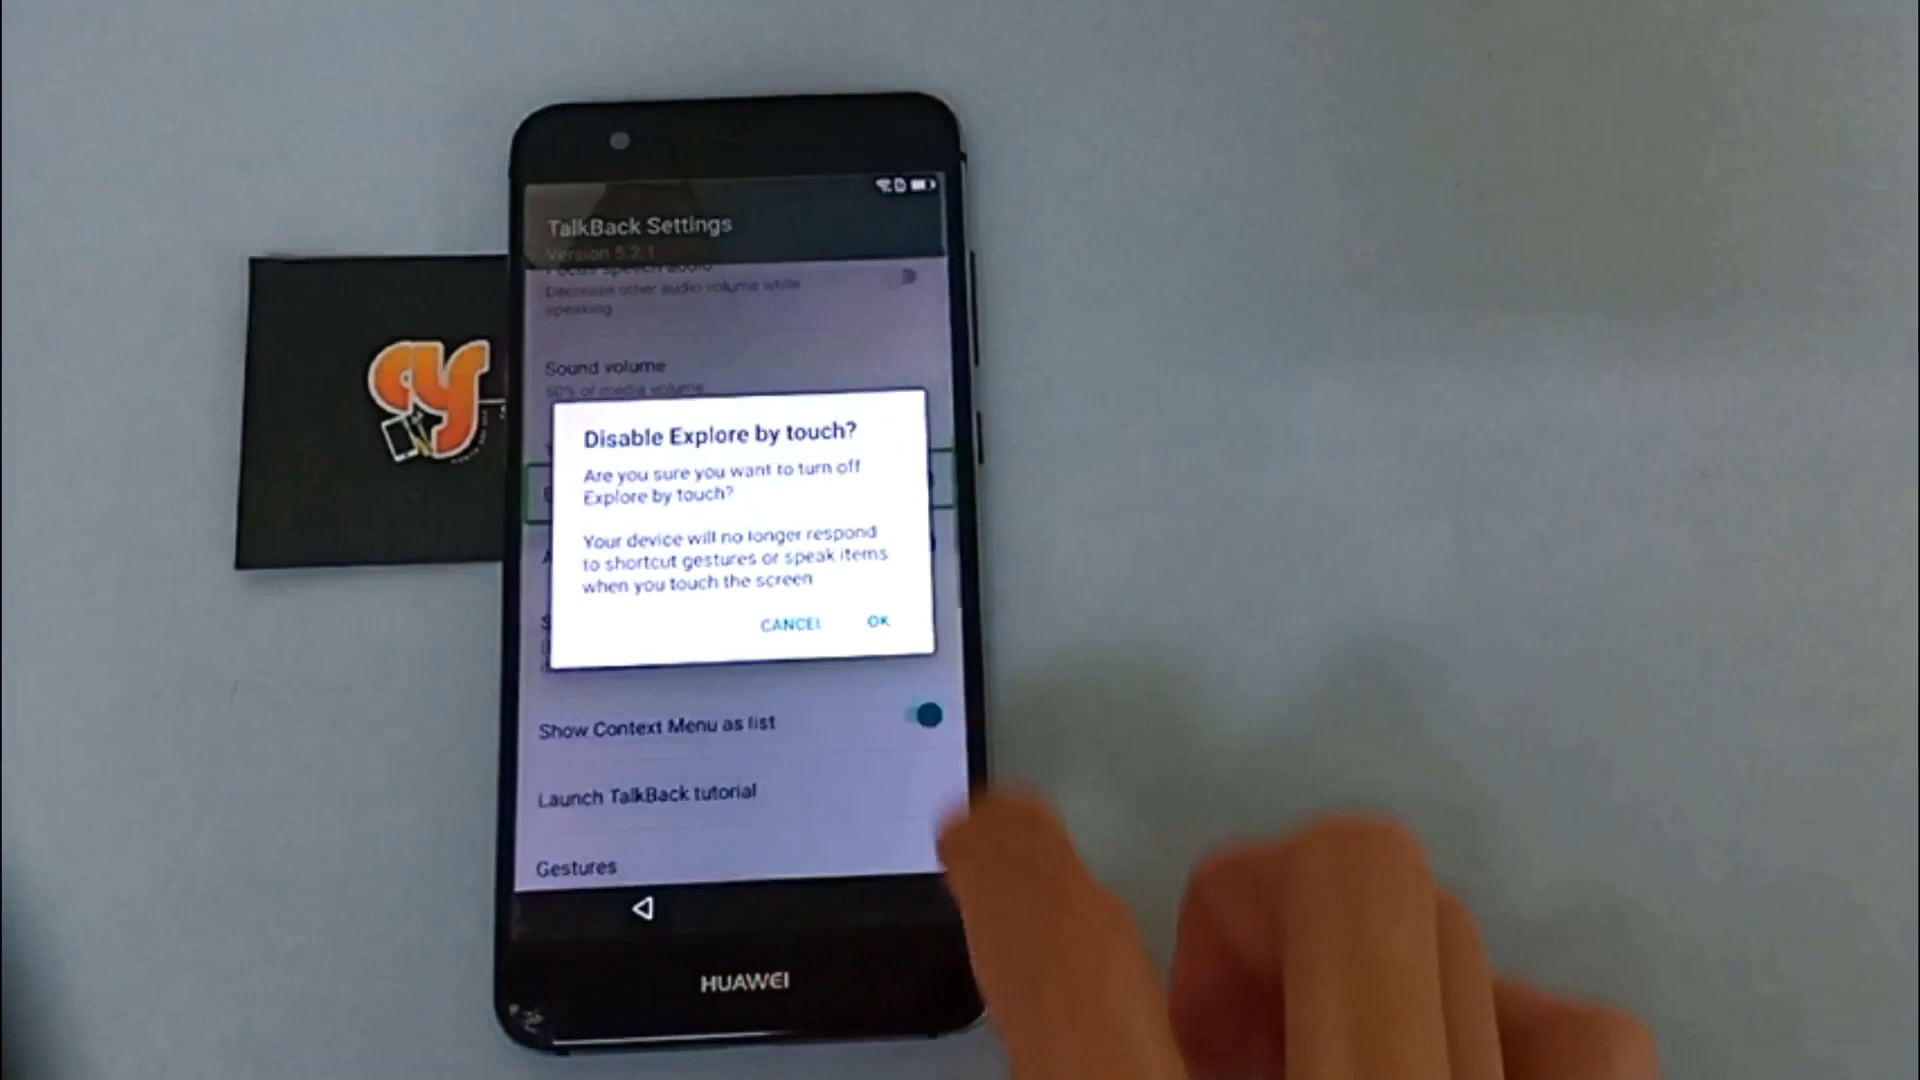 TalkBack Settings
Version 5.2.1
Focus speech audio
Decrease other audio volume while
speaking
Sound volume
50% of media volume
Disable Explore by touch?
Are you sure you want to turn off
Explore by touch?
Your device will no longer respond
to shortcut gestures or speak items
when you touch the screen
CANCEL OK
Show Context Menu as list
Launch TalkBack tutorial
Gestures
HUAWEI